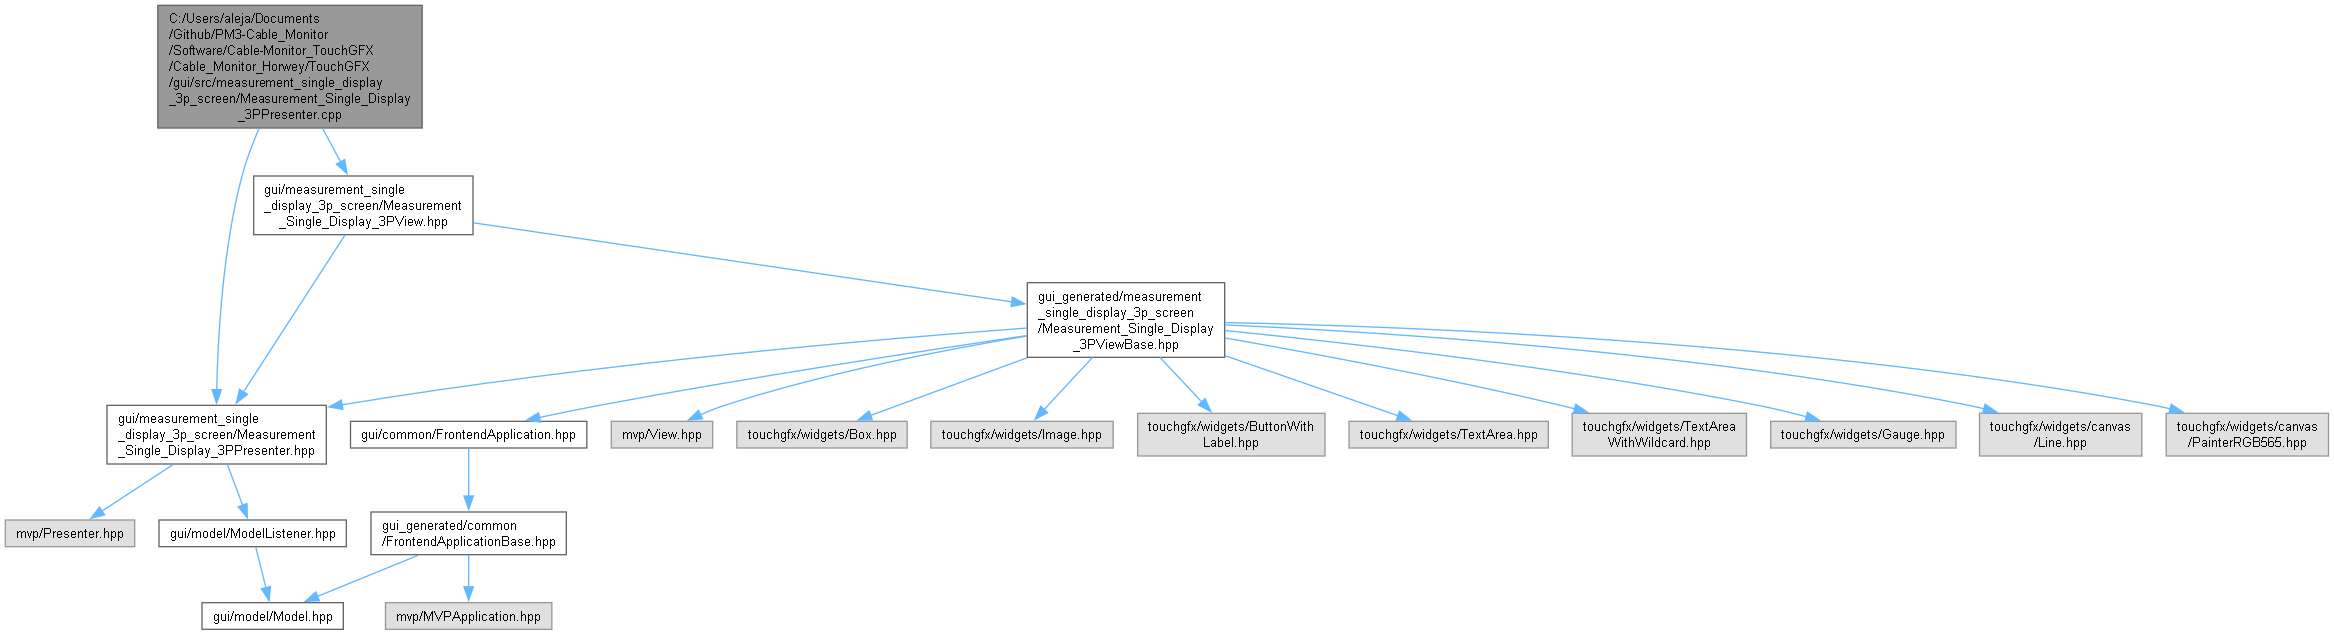 C:/Users/aleja/Documents
/Github/PM3-Cable_Monitor
/Software/Cable-Monitor_TouchGFX
/Cable_Monitor_Horwey/TouchGFX
/gui/src/measurement_single_display
_3p_screen/Measurement_Single_Display
_3PPresenter.cpp
gui/measurement_single
_display_3p_screen/Measurement
_Single_Display_3PView.hpp
gui_generated/measurement
_single_display_3p_screen
/Measurement_Single_Display
_3PViewBase.hpp
gui/measurement_single
_display_3p_screen/Measurement
_Single_Display_3PPresenter.hpp
gui/common/FrontendApplication.hpp
mvp/View.hpp
touchgfx/widgets/Box.hpp
touchgfx/widgets/Image.hpp
touchgfx/widgets/ButtonWith
Label.hpp
touchgfx/widgets/TextArea.hpp
touchgfx/widgets/TextArea
WithWildcard.hpp
touchgfx/widgets/Gauge.hpp
touchgfx/widgets/canvas
/Line.hpp
touchgfx/widgets/canvas
/PainterRGB565.hpp
mvp/Presenter.hpp
gui/model/ModelListener.hpp
gui_generated/common
/FrontendApplicationBase.hpp
gui/model/Model.hpp
mvp/MVPApplication.hpp